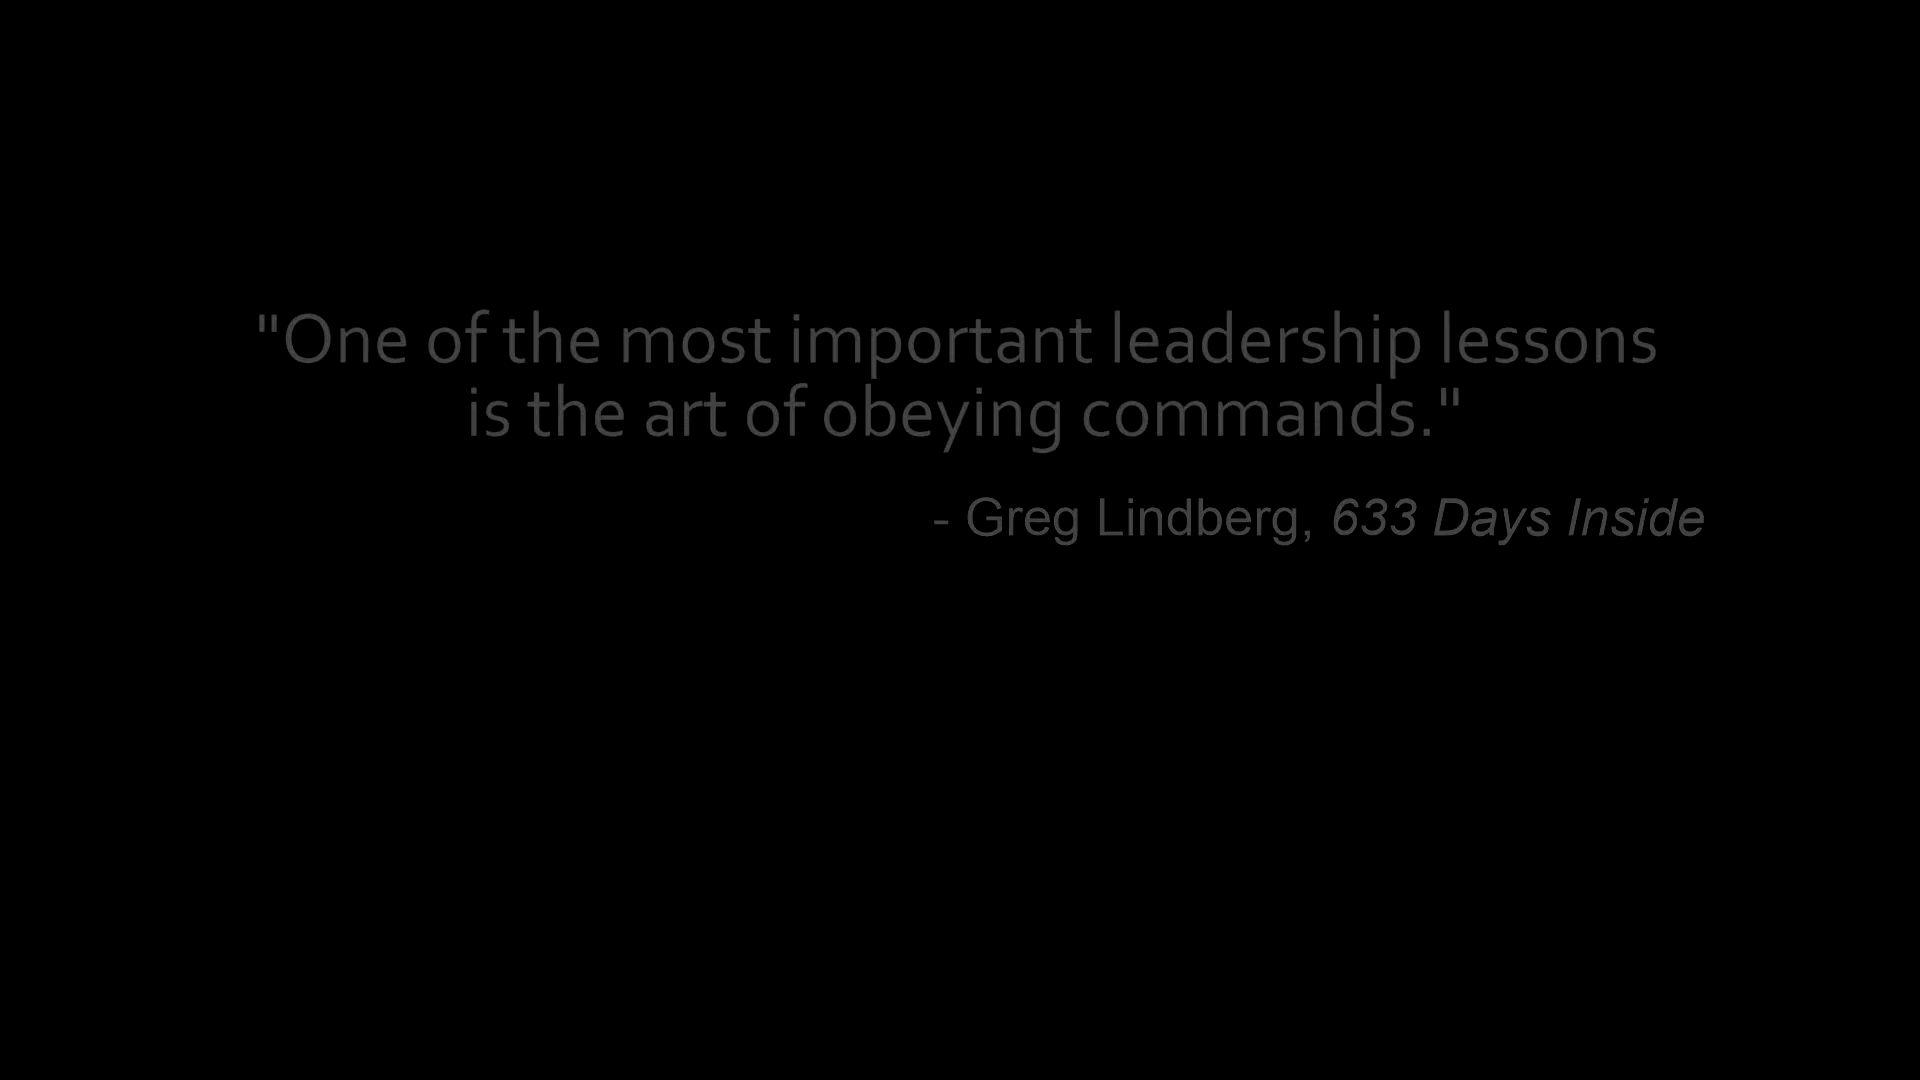 "One of the most important leadership lessons
is the art of obeying commands."
- Greg Lindberg, 633 Days Inside